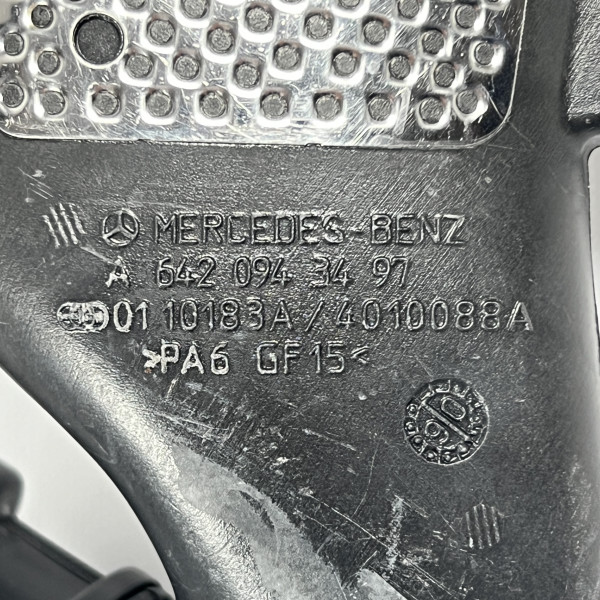 MERCEDES-BENZ
A 642 094 34 97
01 10183A / 4010088A
>PA6 GF15<